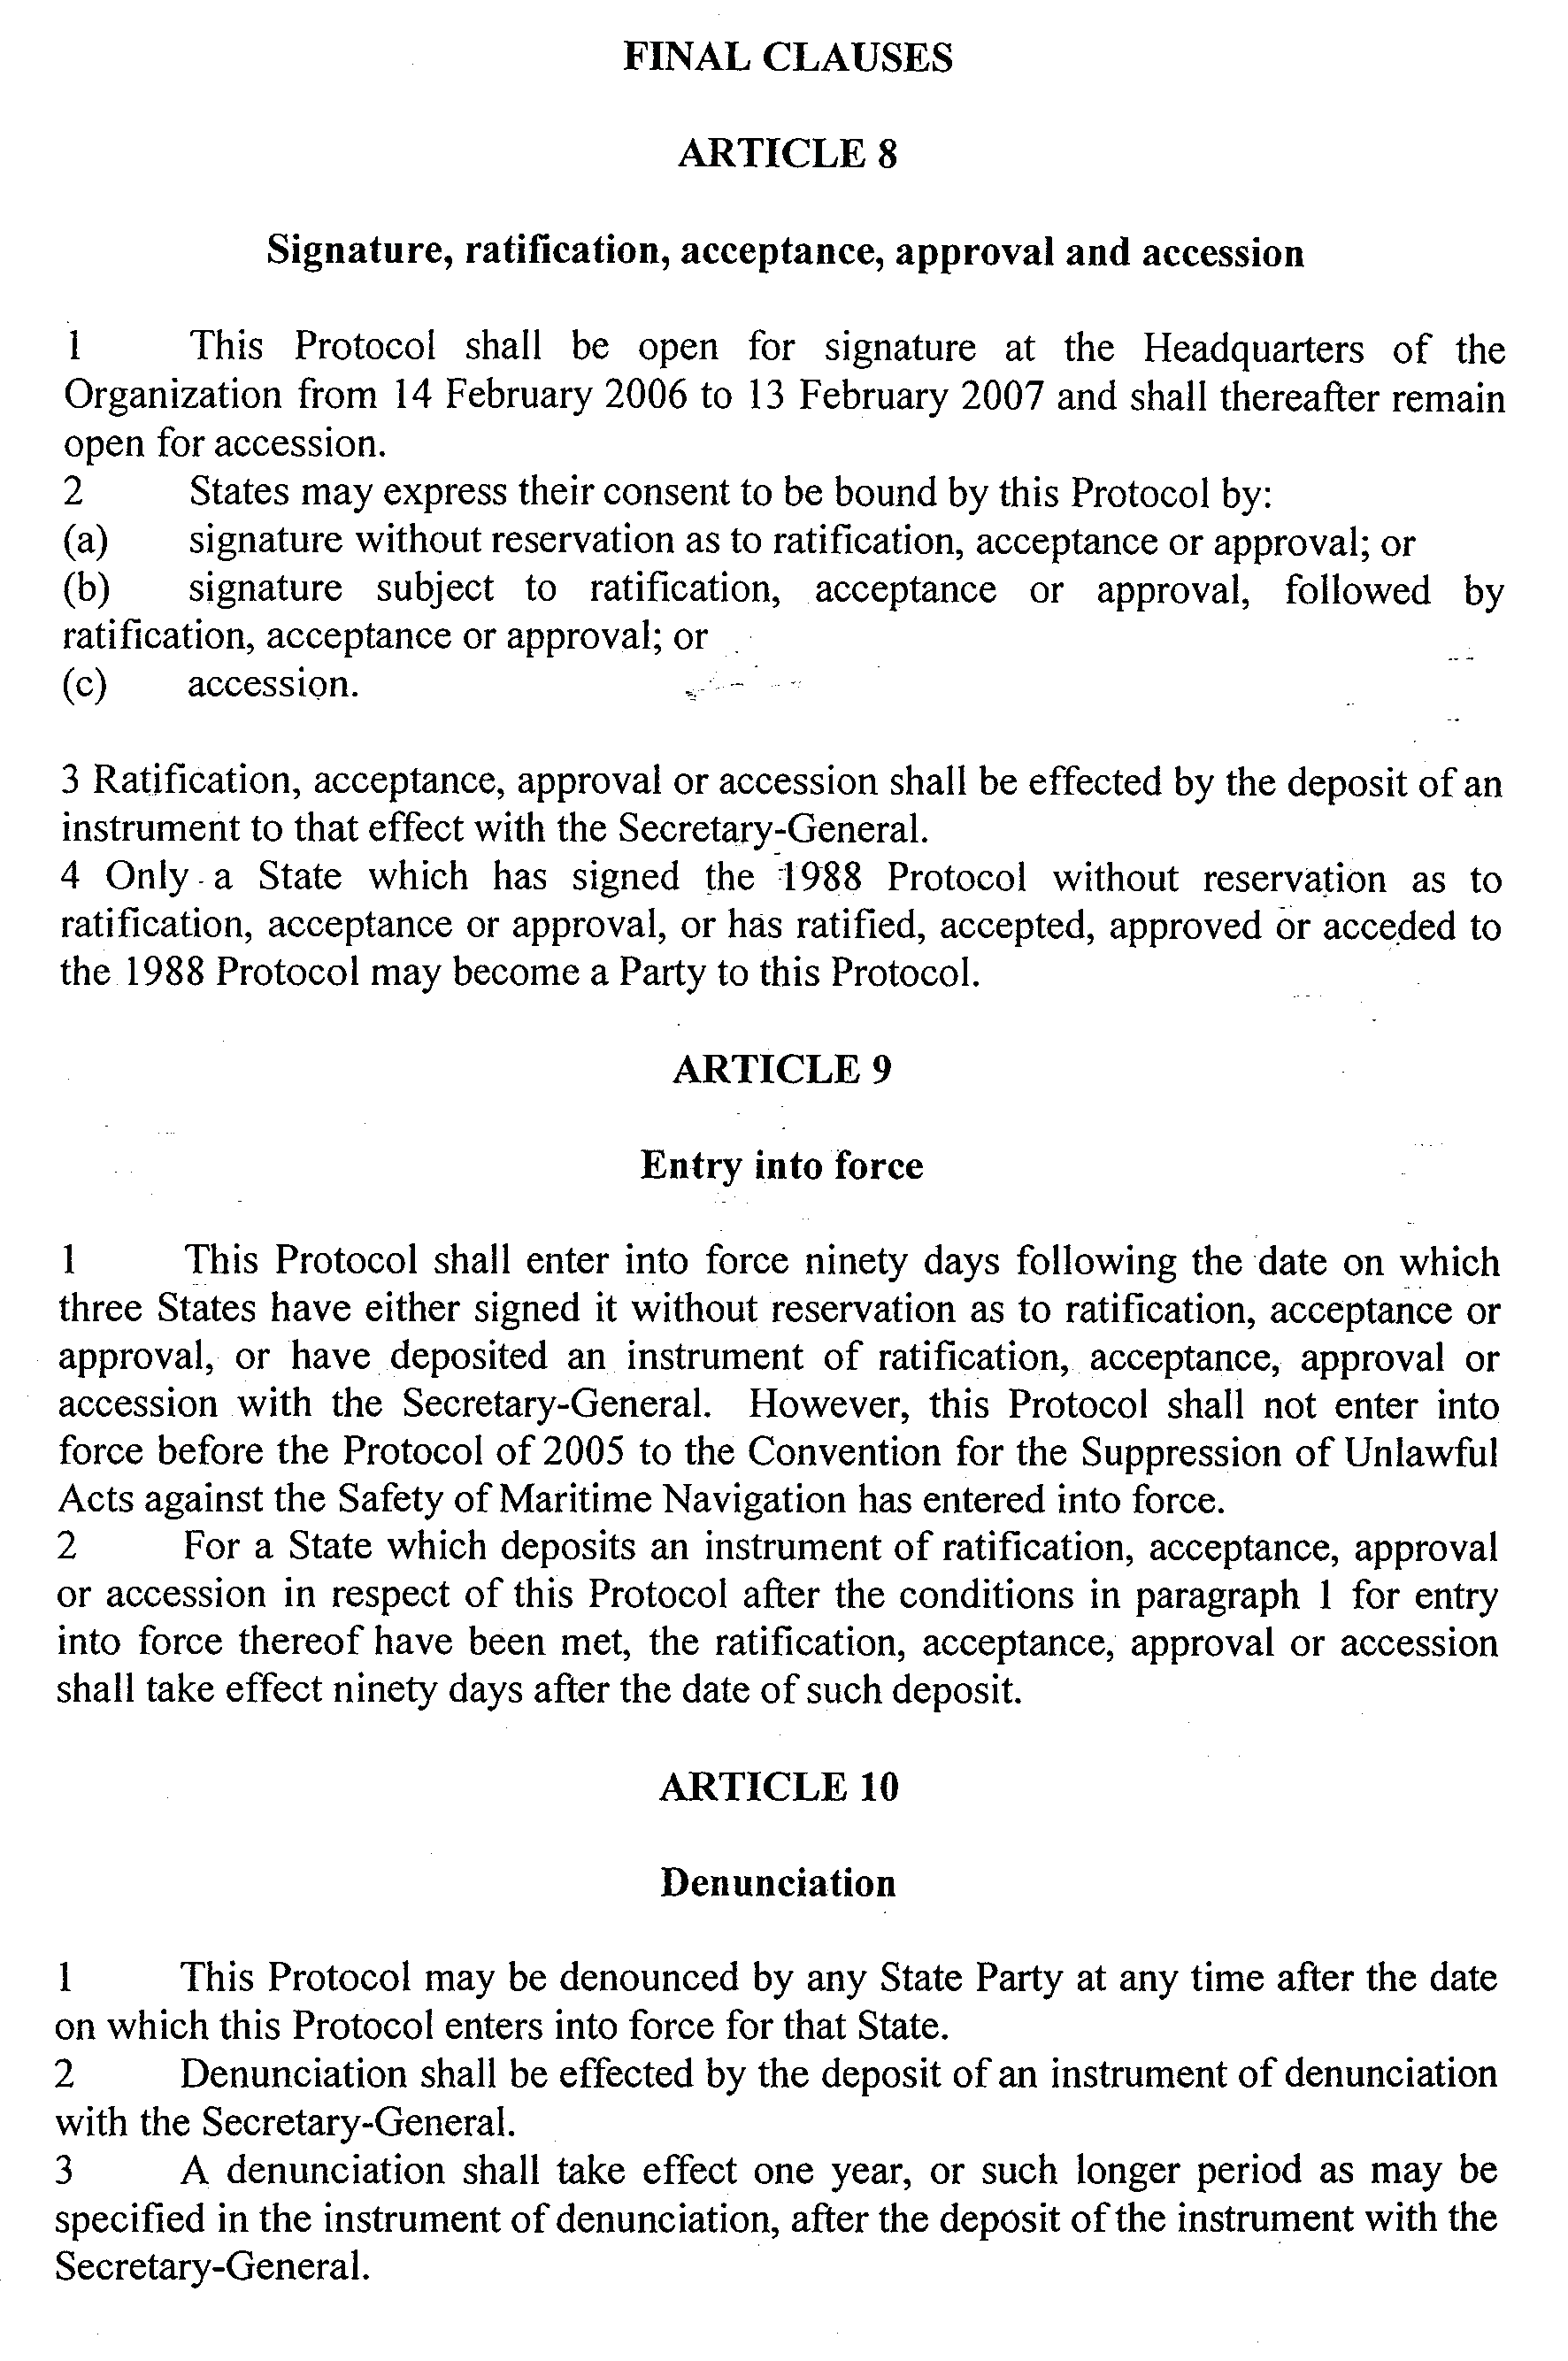 FINAL CLAUSES
ARTICLE 8
Signature, ratification, acceptance, approval and accession
1 This Protocol shall be open for signature at the Headquarters of the
Organization from 14 February 2006 to 13 February 2007 and shall thereafter remain
open for accession.
2 States may express their consent to be bound by this Protocol by:
(a) signature without reservation as to ratification, acceptance or approval; or
(b) signature subject to ratification, acceptance or approval, followed by
ratification, acceptance or approval; or
(c) accession.
3 Ratification, acceptance, approval or accession shall be effected by the deposit of an
instrument to that effect with the Secretary-General.
4 Only a State which has signed the 1988 Protocol without reservation as to
ratification, acceptance or approval, or has ratified, accepted, approved or acceded to
the 1988 Protocol may become a Party to this Protocol.
ARTICLE 9
Entry into force
1 This Protocol shall enter into force ninety days following the date on which
three States have either signed it without reservation as to ratification, acceptance or
approval, or have deposited an instrument of ratification, acceptance, approval or
accession with the Secretary-General. However, this Protocol shall not enter into
force before the Protocol of 2005 to the Convention for the Suppression of Unlawful
Acts against the Safety of Maritime Navigation has entered into force.
2 For a State which deposits an instrument of ratification, acceptance, approval
or accession in respect of this Protocol after the conditions in paragraph 1 for entry
into force thereof have been met, the ratification, acceptance, approval or accession
shall take effect ninety days after the date of such deposit.
ARTICLE 10
Denunciation
1 This Protocol may be denounced by any State Party at any time after the date
on which this Protocol enters into force for that State.
2 Denunciation shall be effected by the deposit of an instrument of denunciation
with the Secretary-General.
3 A denunciation shall take effect one year, or such longer period as may be
specified in the instrument of denunciation, after the deposit of the instrument with the
Secretary-General.